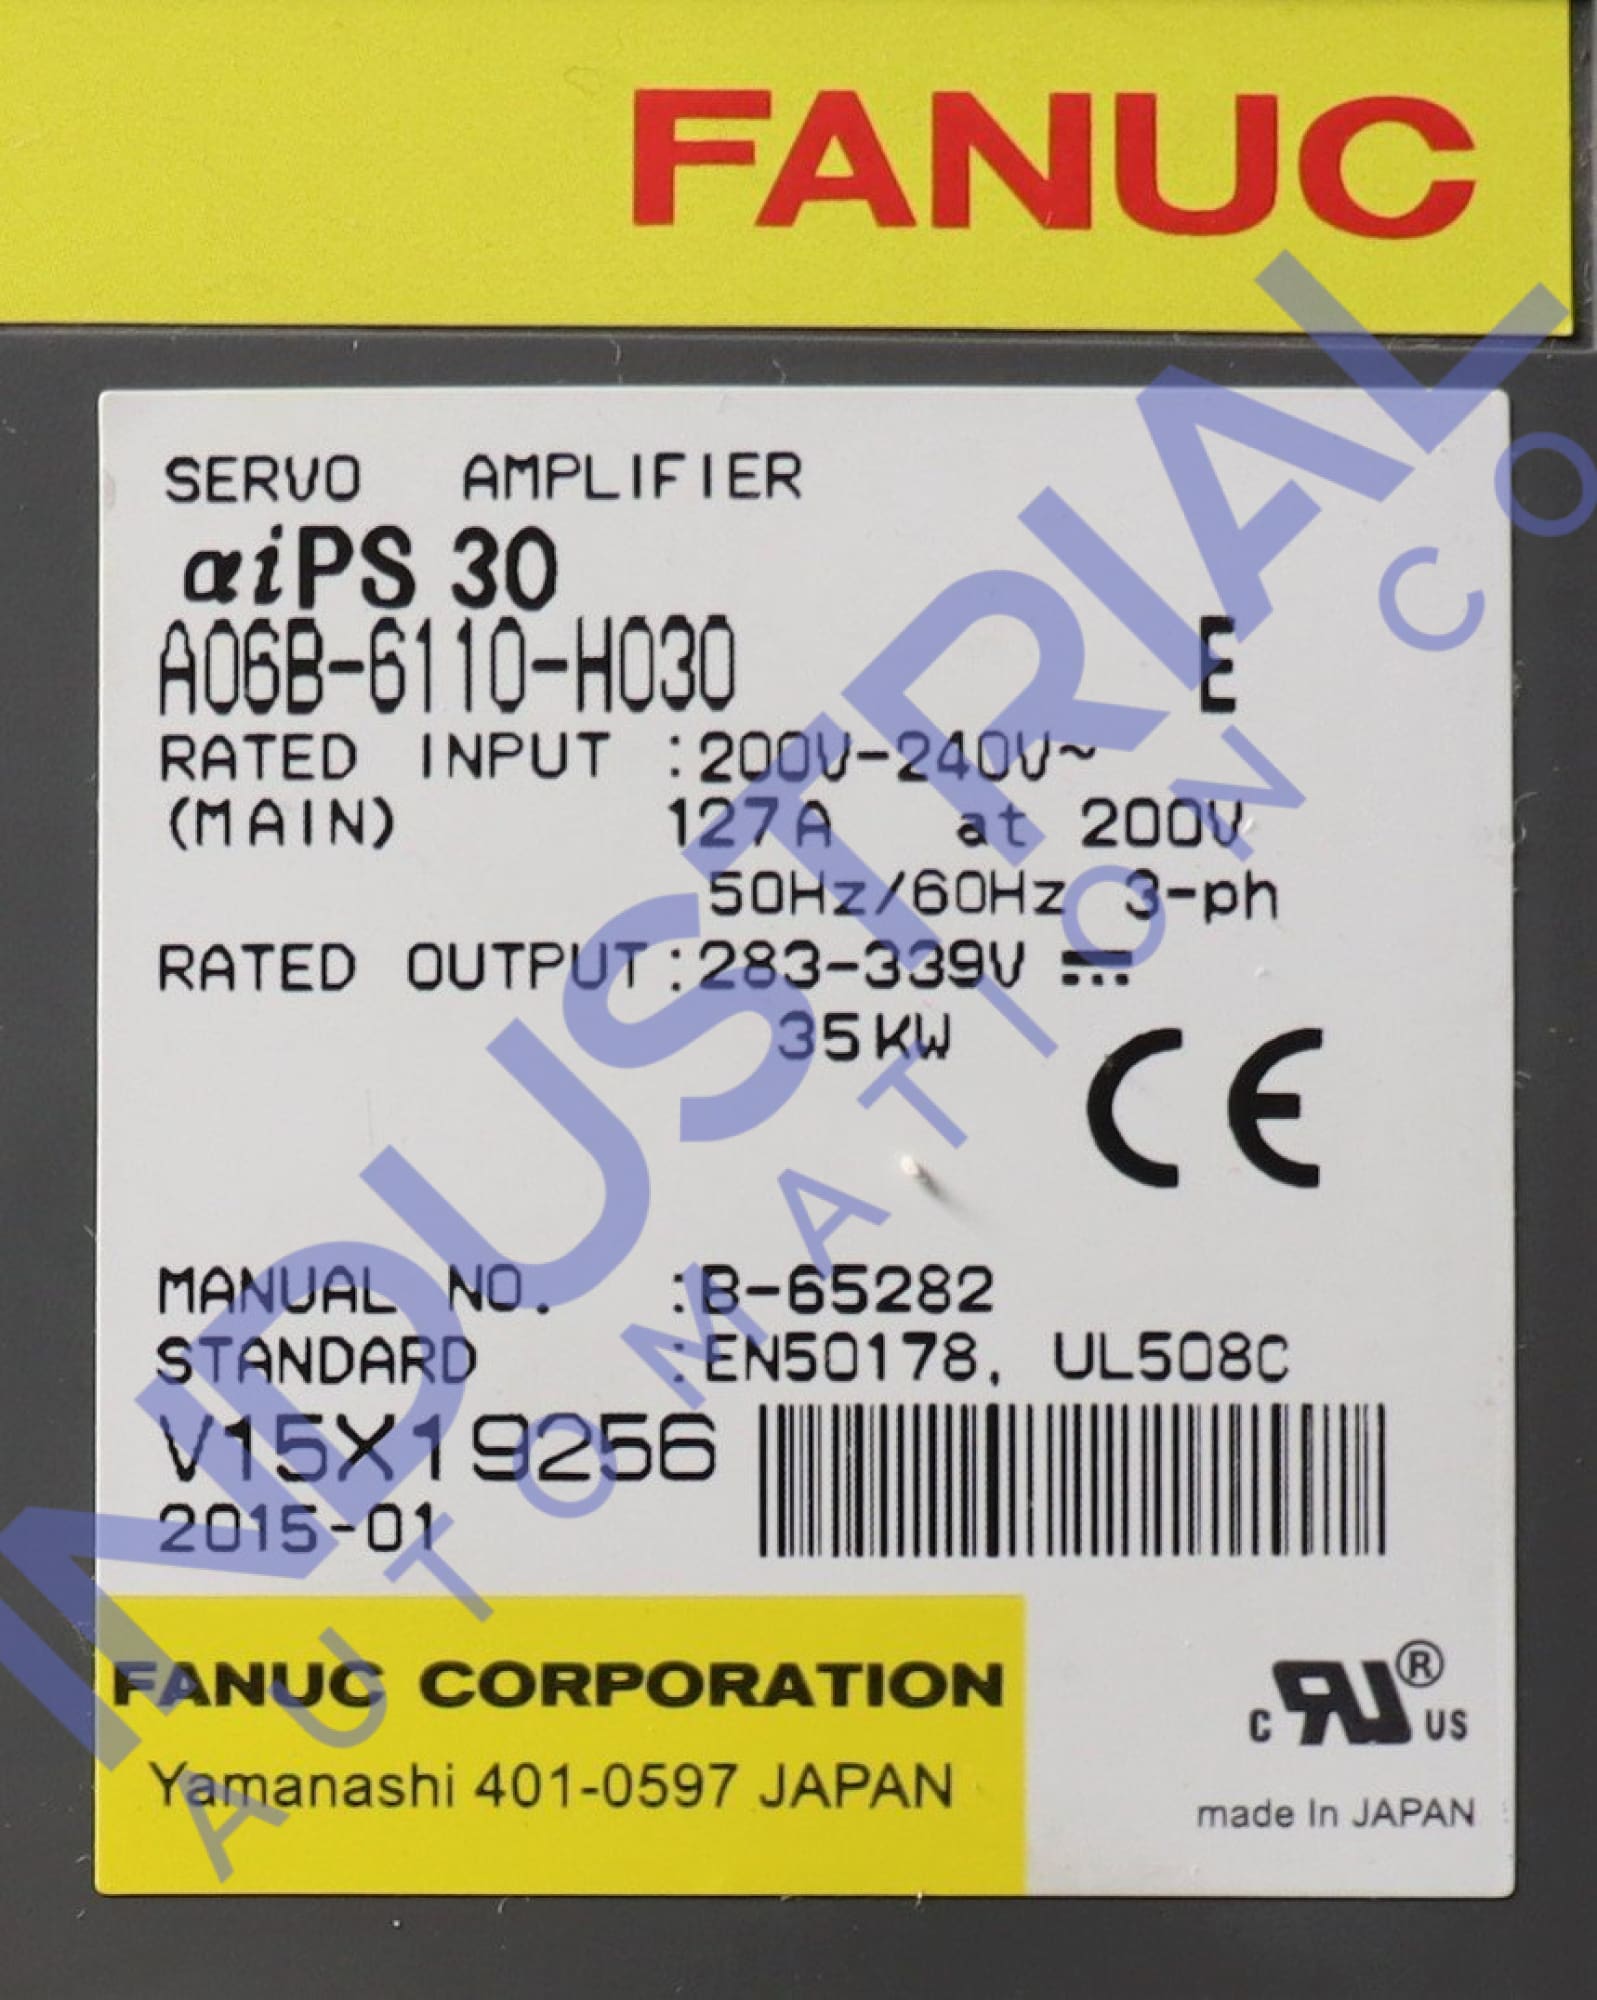 FANUC
SERVO AMPLIFIER
αiPS 30
A06B-6110-H030 E
RATED INPUT :200V-240V~
(MAIN) 127A at 200V
50Hz/60Hz 3-ph
RATED OUTPUT:283-339V ⎓
35KW
CE
MANUAL NO. :B-65282
STANDARD :EN50178, UL508C
V15X19256
2015-01
FANUC CORPORATION
Yamanashi 401-0597 JAPAN
c RU® US
made In JAPAN
INDUSTRIAL
AUTOMATION CO